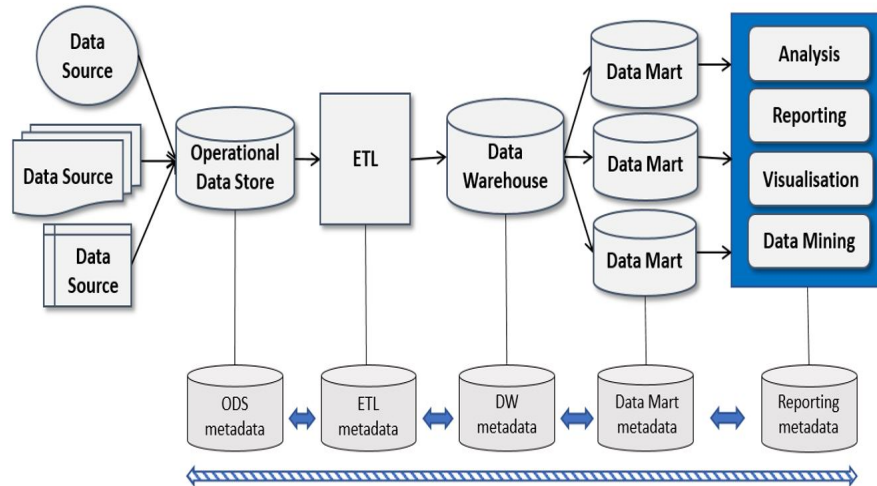 Data
Source
Data Source
Data
Source
Operational
Data Store
ETL
Data
Warehouse
Data Mart
Data Mart
Data Mart
Analysis
Reporting
Visualisation
Data Mining
ODS
metadata
ETL
metadata
DW
metadata
Data Mart
metadata
Reporting
metadata